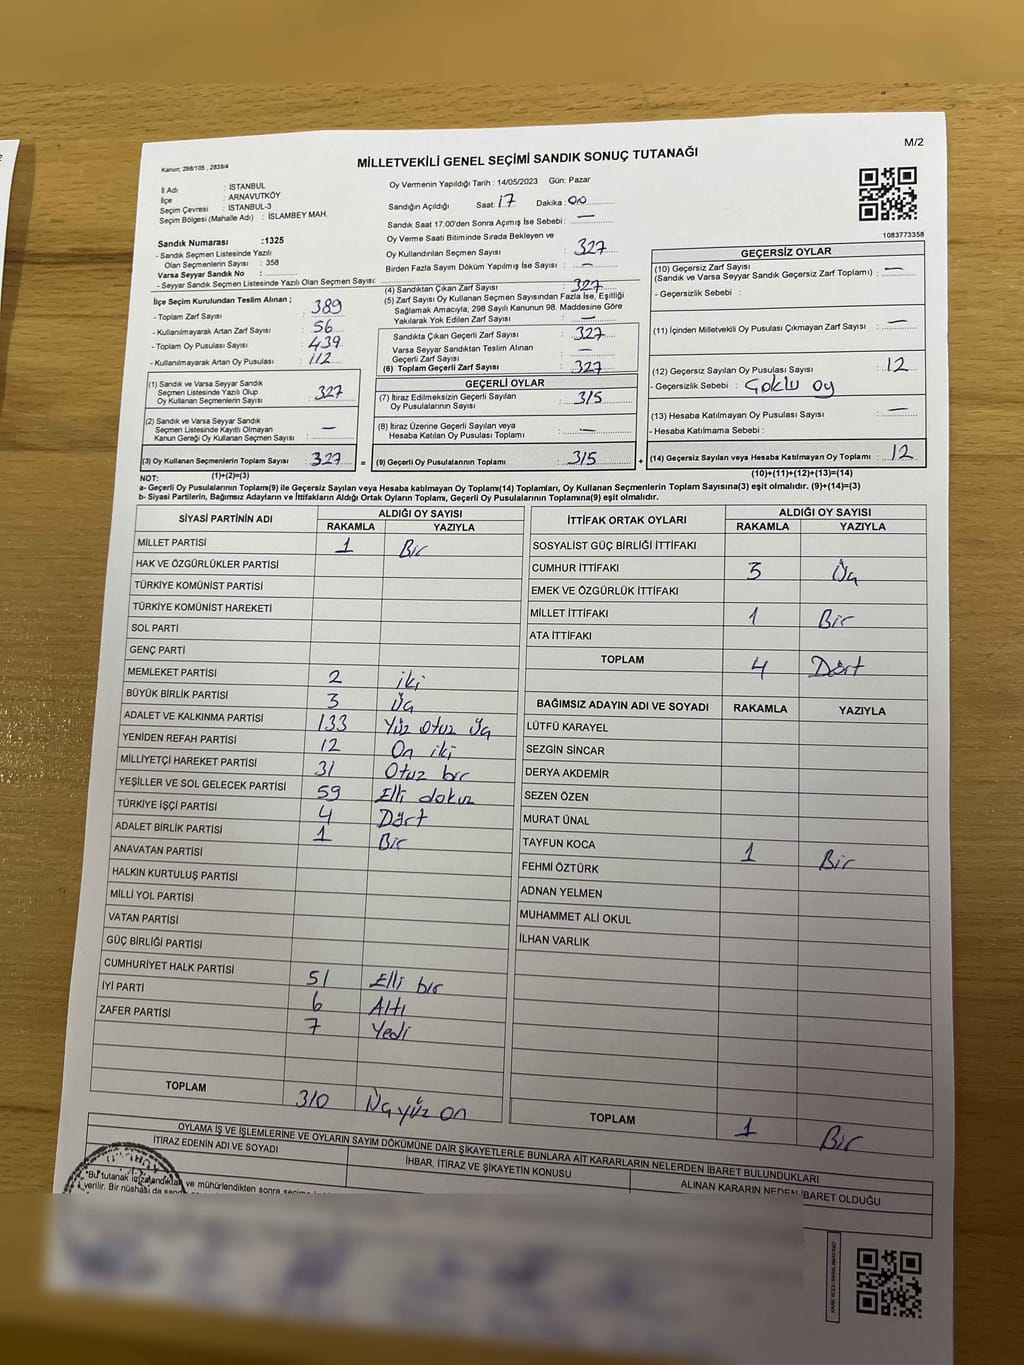 M/2
Kanun: 298/105 , 2839/4
MİLLETVEKİLİ GENEL SEÇİMİ SANDIK SONUÇ TUTANAĞI
İl Adı : İSTANBUL
İlçe : ARNAVUTKÖY
Seçim Çevresi : İSTANBUL-3
Seçim Bölgesi (Mahalle Adı) : İSLAMBEY MAH.
Sandık Numarası :1325
- Sandık Seçmen Listesinde Yazılı
Olan Seçmenlerin Sayısı : 358
Varsa Seyyar Sandık No :
- Seyyar Sandık Seçmen Listesinde Yazılı Olan Seçmen Sayısı:
İlçe Seçim Kurulundan Teslim Alınan ;
- Toplam Zarf Sayısı : 389
- Kullanılmayarak Artan Zarf Sayısı : 56
- Toplam Oy Pusulası Sayısı : 439
- Kullanılmayarak Artan Oy Pusulası : 112
(1) Sandık ve Varsa Seyyar Sandık
Seçmen Listesinde Yazılı Olup
Oy Kullanan Seçmenlerin Sayısı : 327
(2) Sandık ve Varsa Seyyar Sandık
Seçmen Listesinde Kayıtlı Olmayan
Kanun Gereği Oy Kullanan Seçmen Sayısı : —
(3) Oy Kullanan Seçmenlerin Toplam Sayısı : 327
(1)+(2)=(3)
Oy Vermenin Yapıldığı Tarih : 14/05/2023 Gün: Pazar
Sandığın Açıldığı Saat: 17 Dakika : 00
Sandık Saat 17:00'den Sonra Açımış İse Sebebi : —
Oy Verme Saati Bitiminde Sırada Bekleyen ve
Oy Kullandırılan Seçmen Sayısı : 327
Birden Fazla Sayım Döküm Yapılmış İse Sayısı : —
(4) Sandıktan Çıkan Zarf Sayısı : 327
(5) Zarf Sayısı Oy Kullanan Seçmen Sayısından Fazla İse, Eşitliği
Sağlamak Amacıyla, 298 Sayılı Kanunun 98. Maddesine Göre
Yakılarak Yok Edilen Zarf Sayısı : —
Sandıkta Çıkan Geçerli Zarf Sayısı : 327
Varsa Seyyar Sandıktan Teslim Alınan
Geçerli Zarf Sayısı : —
(6) Toplam Geçerli Zarf Sayısı : 327
GEÇERLİ OYLAR
(7) İtiraz Edilmeksizin Geçerli Sayılan
Oy Pusulalarının Sayısı : 315
(8) İtiraz Üzerine Geçerli Sayılan veya
Hesaba Katılan Oy Pusulası Toplamı : —
= (9) Geçerli Oy Pusulalarının Toplamı : 315
1083773358
GEÇERSİZ OYLAR
(10) Geçersiz Zarf Sayısı
(Sandık ve Varsa Seyyar Sandık Geçersiz Zarf Toplamı) : —
- Geçersizlik Sebebi :
(11) İçinden Milletvekili Oy Pusulası Çıkmayan Zarf Sayısı : —
(12) Geçersiz Sayılan Oy Pusulası Sayısı : 12
- Geçersizlik Sebebi : Çoklu oy
(13) Hesaba Katılmayan Oy Pusulası Sayısı : —
- Hesaba Katılmama Sebebi :
+ (14) Geçersiz Sayılan veya Hesaba Katılmayan Oy Toplamı : 12
(10)+(11)+(12)+(13)=(14)
NOT:
a- Geçerli Oy Pusulalarının Toplamı(9) ile Geçersiz Sayılan veya Hesaba Katılmayan Oy Toplamı(14) Toplamları, Oy Kullanan Seçmenlerin Toplam Sayısına(3) eşit olmalıdır. (9)+(14)=(3)
b- Siyasi Partilerin, Bağımsız Adayların ve İttifakların Aldığı Ortak Oyların Toplamı, Geçerli Oy Pusulalarının Toplamına(9) eşit olmalıdır.
SİYASİ PARTİNİN ADI ALDIĞI OY SAYISI
RAKAMLA YAZIYLA
MİLLET PARTİSİ 1 Bir
HAK VE ÖZGÜRLÜKLER PARTİSİ
TÜRKİYE KOMÜNİST PARTİSİ
TÜRKİYE KOMÜNİST HAREKETİ
SOL PARTİ
GENÇ PARTİ
MEMLEKET PARTİSİ 2 iki
BÜYÜK BİRLİK PARTİSİ 3 Üç
ADALET VE KALKINMA PARTİSİ 133 Yüz Otuz Üç
YENİDEN REFAH PARTİSİ 12 On iki
MİLLİYETÇİ HAREKET PARTİSİ 31 Otuz bir
YEŞİLLER VE SOL GELECEK PARTİSİ 59 Elli dokuz
TÜRKİYE İŞÇİ PARTİSİ 4 Dört
ADALET BİRLİK PARTİSİ 1 Bir
ANAVATAN PARTİSİ
HALKIN KURTULUŞ PARTİSİ
MİLLİ YOL PARTİSİ
VATAN PARTİSİ
GÜÇ BİRLİĞİ PARTİSİ
CUMHURİYET HALK PARTİSİ 51 Elli bir
İYİ PARTİ 6 Altı
ZAFER PARTİSİ 7 Yedi
TOPLAM 310 Üçyüz on
İTTİFAK ORTAK OYLARI ALDIĞI OY SAYISI
RAKAMLA YAZIYLA
SOSYALİST GÜÇ BİRLİĞİ İTTİFAKI
CUMHUR İTTİFAKI 3 Üç
EMEK VE ÖZGÜRLÜK İTTİFAKI
MİLLET İTTİFAKI 1 Bir
ATA İTTİFAKI
TOPLAM 4 Dört
BAĞIMSIZ ADAYIN ADI VE SOYADI RAKAMLA YAZIYLA
LÜTFÜ KARAYEL
SEZGİN SİNCAR
DERYA AKDEMİR
SEZEN ÖZEN
MURAT ÜNAL
TAYFUN KOCA 1 Bir
FEHMİ ÖZTÜRK
ADNAN YELMEN
MUHAMMET ALİ OKUL
İLHAN VARLIK
TOPLAM 1 Bir
OYLAMA İŞ VE İŞLEMLERİNE VE OYLARIN SAYIM DÖKÜMÜNE DAİR ŞİKAYETLERLE BUNLARA AİT KARARLARIN NELERDEN İBARET BULUNDUKLARI
İTİRAZ EDENİN ADI VE SOYADI İHBAR, İTİRAZ VE ŞİKAYETİN KONUSU ALINAN KARARIN NEDEN İBARET OLDUĞU
"Bu tutanak imzalandıktan ve mühürlendikten sonra
verilir. Bir nüshası da